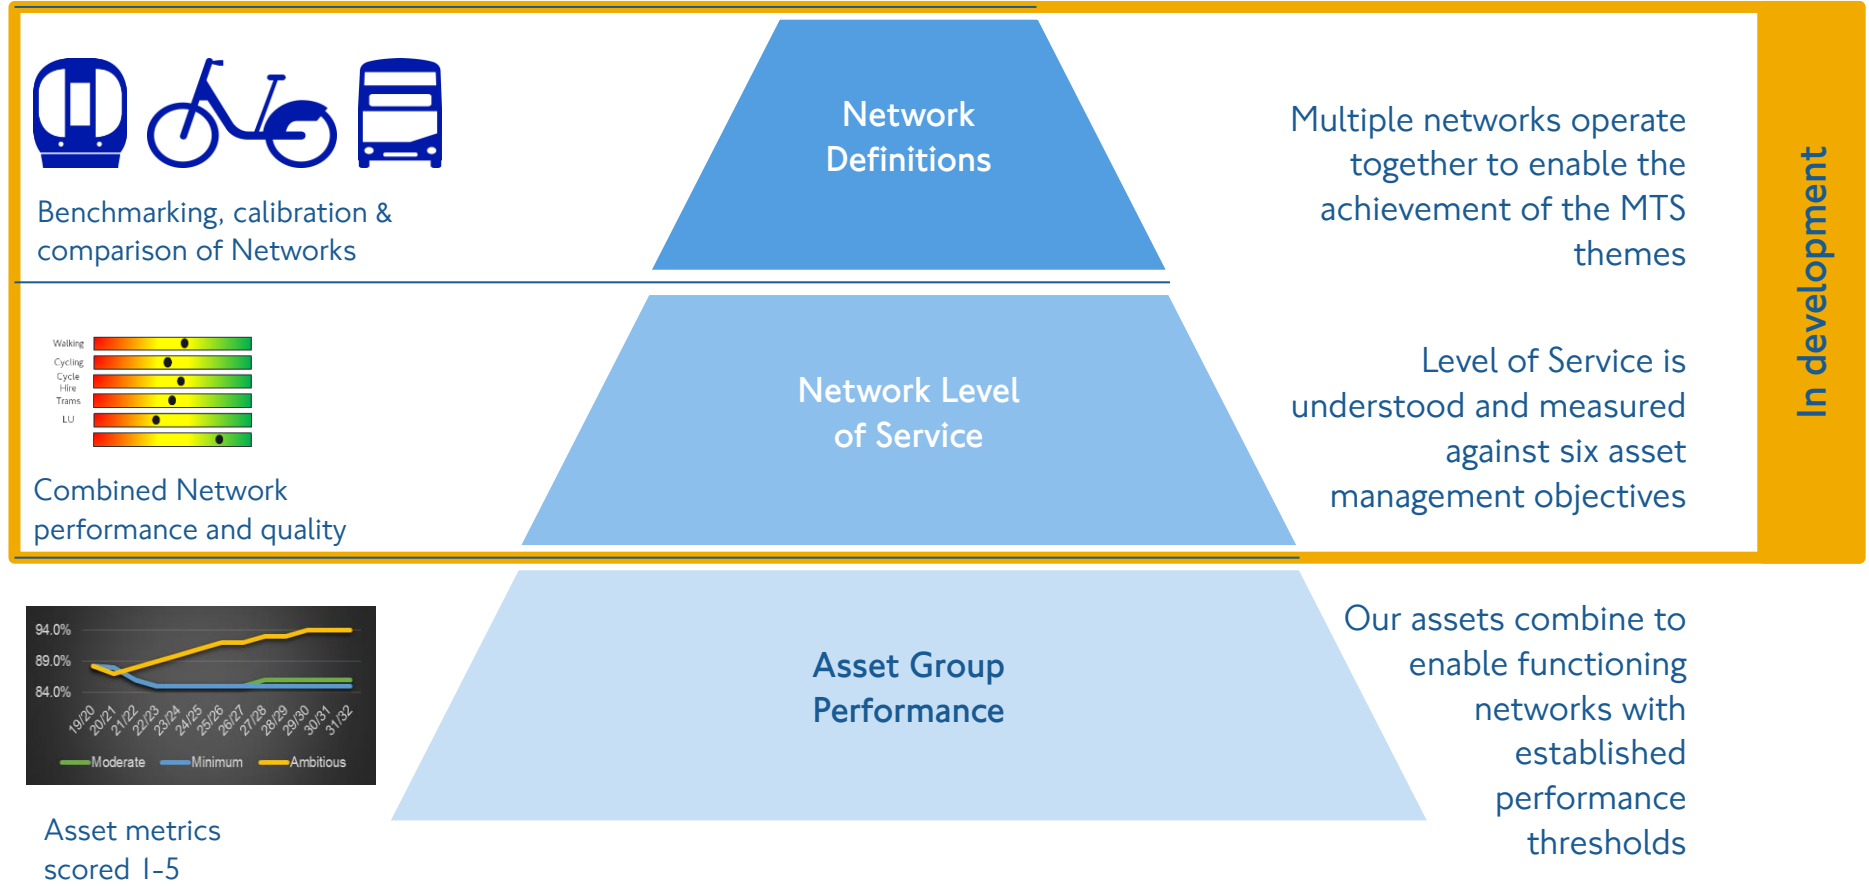 Network
Definitions
Benchmarking, calibration &
comparison of Networks
Multiple networks operate
together to enable the
achievement of the MTS
themes
In development
Walking
Cycling
Cycle
Hire
Trams
LU
Combined Network
performance and quality
Network Level
of Service
Level of Service is
understood and measured
against six asset
management objectives
94.0%
89.0%
84.0%
19/20
20/21
21/22
22/23
23/24
24/25
25/26
26/27
27/28
28/29
29/30
30/31
31/32
Moderate Minimum Ambitious
Asset metrics
scored 1-5
Asset Group
Performance
Our assets combine to
enable functioning
networks with
established
performance
thresholds